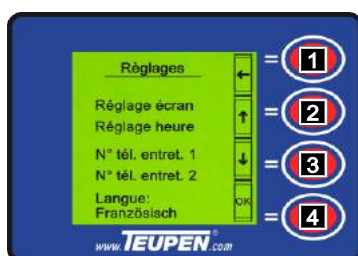 Règlages
Réglage écran
Réglage heure
N° tél. entret. 1
N° tél. entret. 2
Langue:
Französisch
←
↑
↓
OK
= 1
= 2
= 3
= 4
www.TEUPEN.com